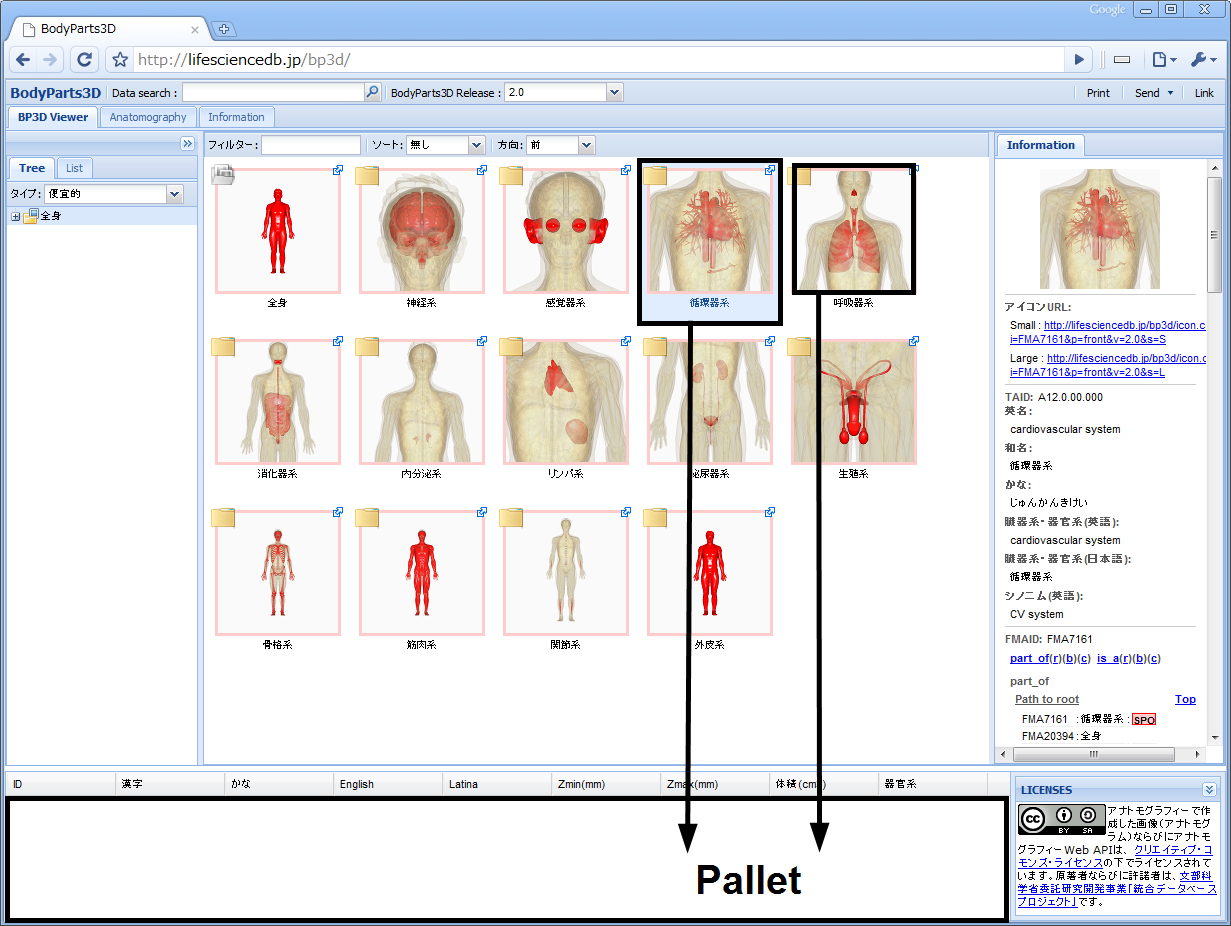 Google
BodyParts3D
http://lifesciencedb.jp/bp3d/
BodyParts3D Data search : BodyParts3D Release : 2.0 Print Send Link
BP3D Viewer Anatomography Information
Tree List
タイプ: 便宜的
全身
フィルター: ソート: 無し 方向: 前
全身 神経系 感覚器系 循環器系 呼吸器系
消化器系 内分泌系 リンパ系 泌尿器系 生殖系
骨格系 筋肉系 関節系 外皮系
Information
アイコンURL:
Small : http://lifesciencedb.jp/bp3d/icon.c
i=FMA7161&p=front&v=2.0&s=S
Large : http://lifesciencedb.jp/bp3d/icon.c
i=FMA7161&p=front&v=2.0&s=L
TAID: A12.0.00.000
英名:
cardiovascular system
和名:
循環器系
かな:
じゅんかんきけい
臓器系・器官系(英語):
cardiovascular system
臓器系・器官系(日本語):
循環器系
シノニム(英語):
CV system
FMAID: FMA7161
part_of(r)(b)(c) is_a(r)(b)(c)
part_of
Path to root Top
FMA7161 :循環器系 : SPO
FMA20394:全身
ID 漢字 かな English Latina Zmin(mm) Zmax(mm) 体積(cm 器官系
Pallet
LICENSES
cc BY SA
アナトモグラフィーで作
成した画像(アナトモグ
ラム)ならびにアナトモ
グラフィーWeb APIは、クリエイティブ・コ
モンズ・ライセンスの下でライセンスされて
います。原著者ならびに許諾者は、文部科
学省委託研究開発事業「統合データベース
プロジェクト」です。